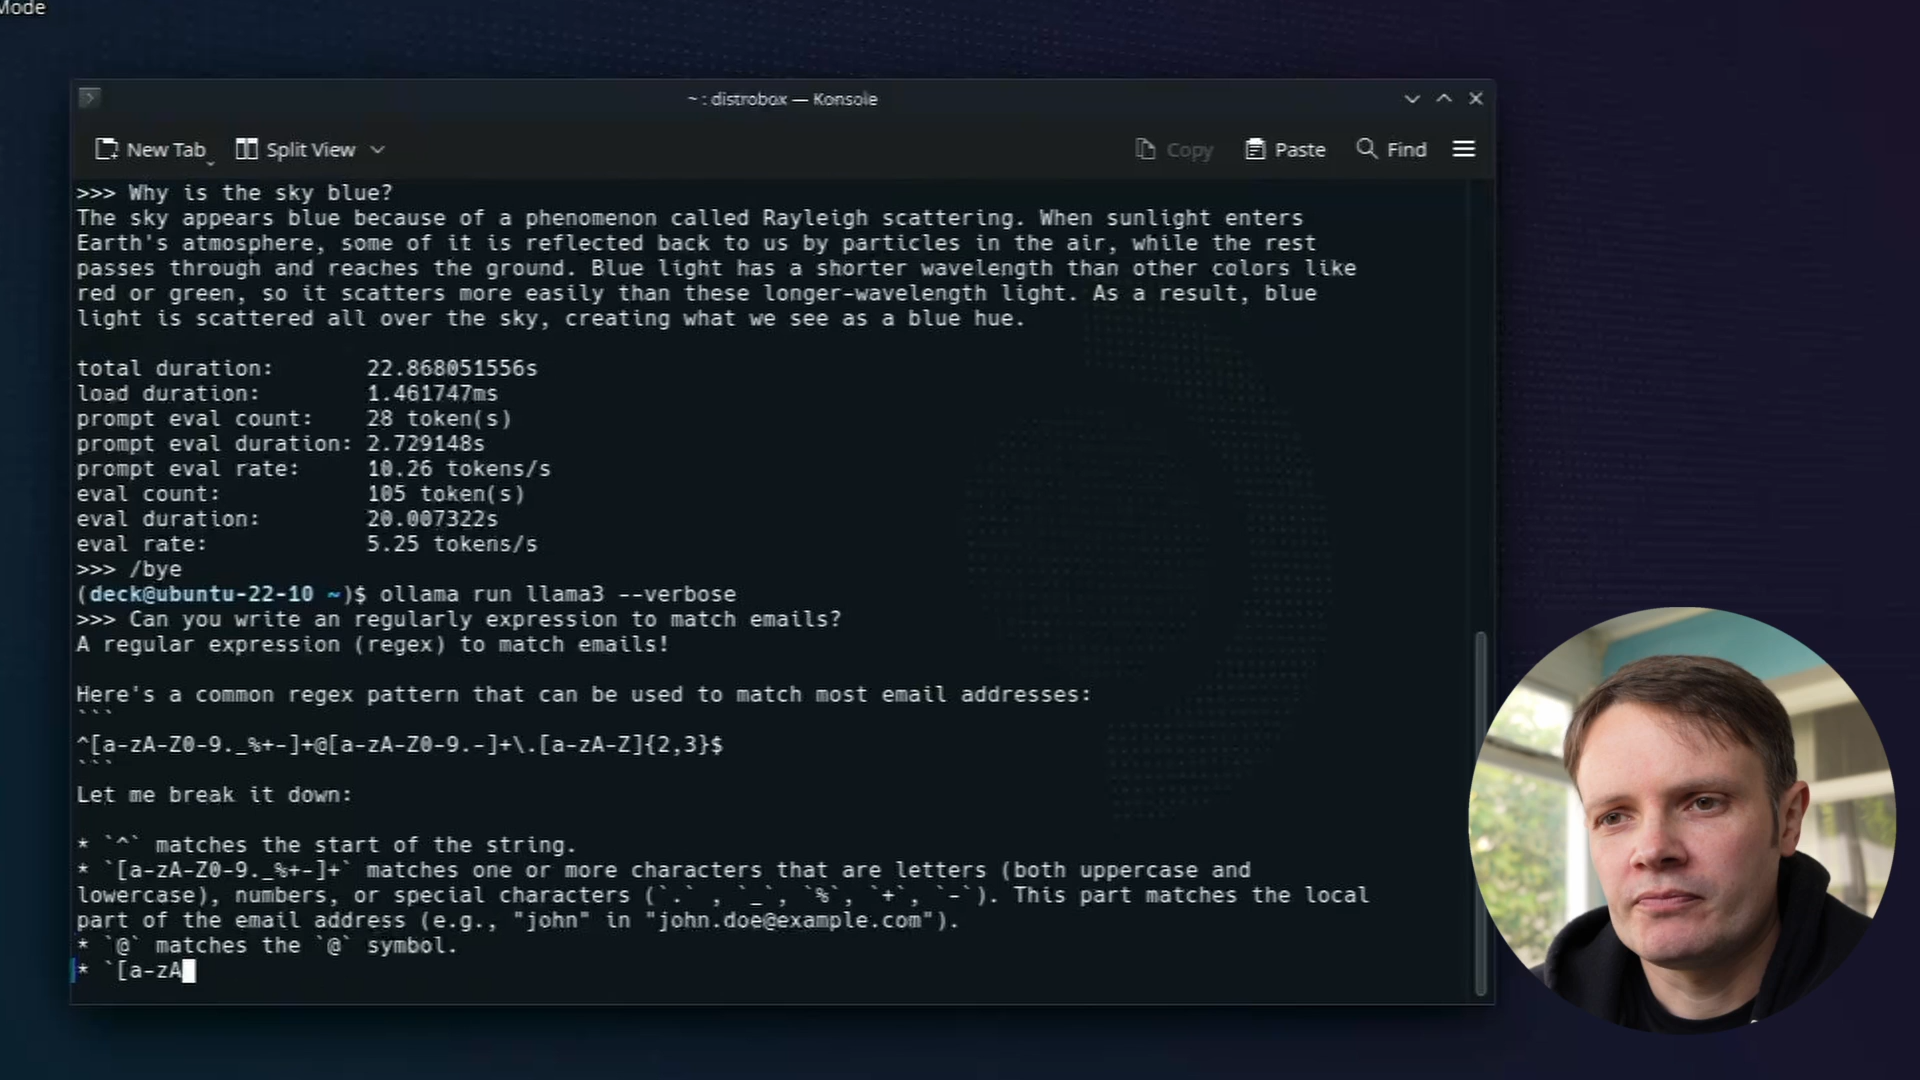 Mode
~ : distrobox — Konsole
New Tab Split View Copy Paste Find
>>> Why is the sky blue?
The sky appears blue because of a phenomenon called Rayleigh scattering. When sunlight enters
Earth's atmosphere, some of it is reflected back to us by particles in the air, while the rest
passes through and reaches the ground. Blue light has a shorter wavelength than other colors like
red or green, so it scatters more easily than these longer-wavelength light. As a result, blue
light is scattered all over the sky, creating what we see as a blue hue.
total duration: 22.868051556s
load duration: 1.461747ms
prompt eval count: 28 token(s)
prompt eval duration: 2.729148s
prompt eval rate: 10.26 tokens/s
eval count: 105 token(s)
eval duration: 20.007322s
eval rate: 5.25 tokens/s
>>> /bye
(deck@ubuntu-22-10 ~)$ ollama run llama3 --verbose
>>> Can you write an regularly expression to match emails?
A regular expression (regex) to match emails!
Here's a common regex pattern that can be used to match most email addresses:
```
^[a-zA-Z0-9._%+-]+@[a-zA-Z0-9.-]+\.[a-zA-Z]{2,3}$
```
Let me break it down:
* `^` matches the start of the string.
* `[a-zA-Z0-9._%+-]+` matches one or more characters that are letters (both uppercase and
lowercase), numbers, or special characters (`.` , `_`, `%`, `+`, `-`). This part matches the local
part of the email address (e.g., "john" in "john.doe@example.com").
* `@` matches the `@` symbol.
* `[a-zA